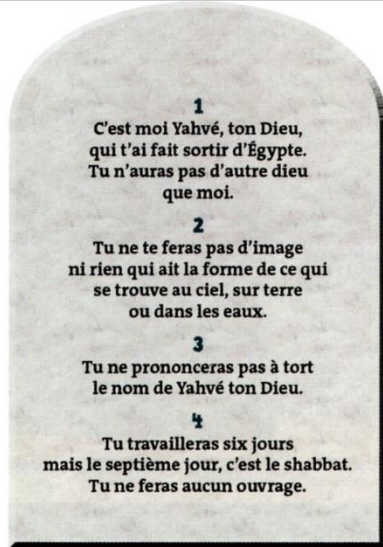 1
C'est moi Yahvé, ton Dieu,
qui t'ai fait sortir d'Égypte.
Tu n'auras pas d'autre dieu
que moi.
2
Tu ne te feras pas d'image
ni rien qui ait la forme de ce qui
se trouve au ciel, sur terre
ou dans les eaux.
3
Tu ne prononceras pas à tort
le nom de Yahvé ton Dieu.
4
Tu travailleras six jours
mais le septième jour, c'est le shabbat.
Tu ne feras aucun ouvrage.